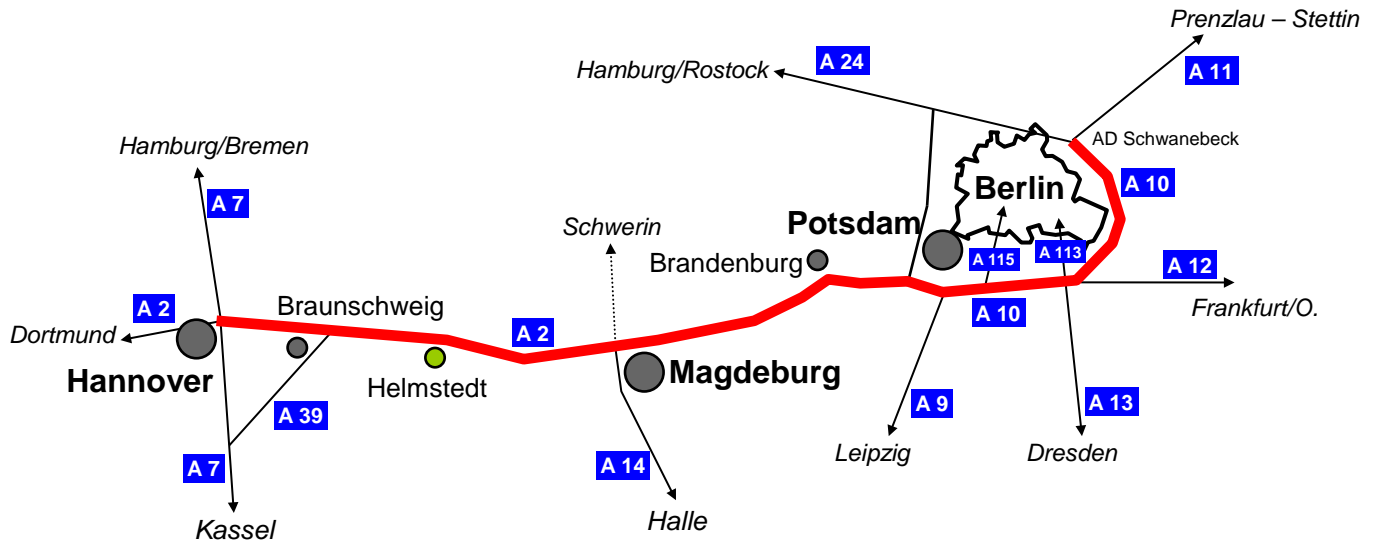 Prenzlau – Stettin
A 24
Hamburg/Rostock
A 11
AD Schwanebeck
Hamburg/Bremen
A 10
Berlin
A 7
Schwerin
Potsdam
Brandenburg
A 115
A 113
A 12
A 2
Braunschweig
Frankfurt/O.
A 10
Dortmund
A 2
Hannover
Helmstedt
Magdeburg
A 39
A 9
A 13
Leipzig
Dresden
A 7
A 14
Kassel
Halle